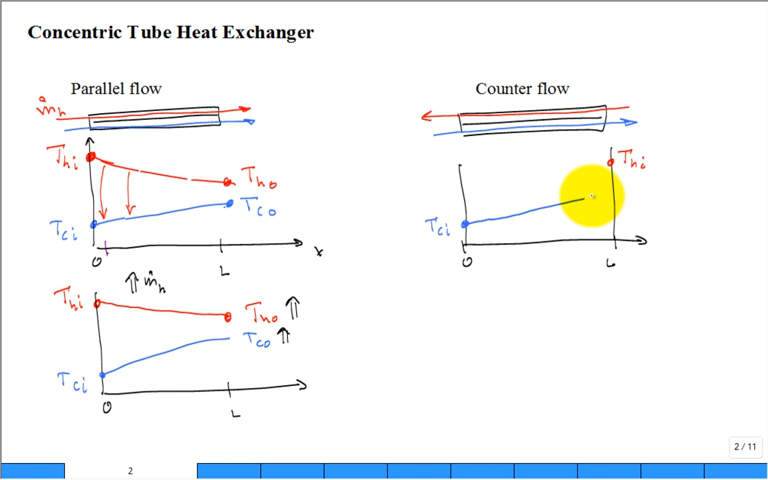 Concentric Tube Heat Exchanger
Parallel flow
ṁh
Thi
Tho
Tco
Tci
0
L
x
⇑ ṁh
Thi
Tho ⇑
Tco ⇑
Tci
0
L
Counter flow
Thi
Tci
0
L
2 / 11
2